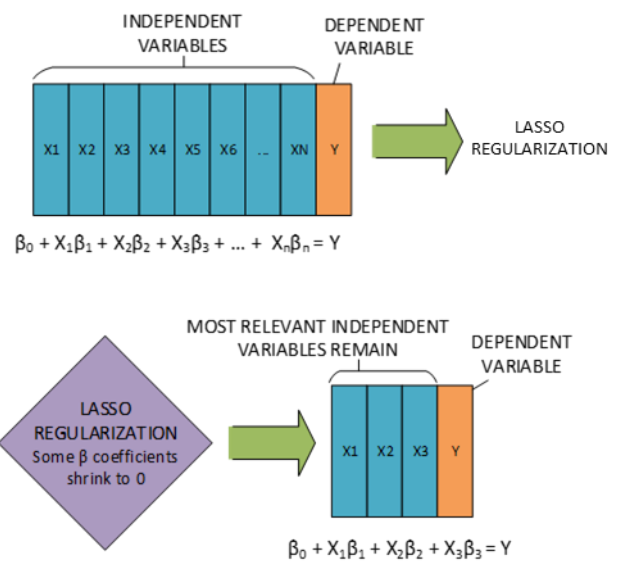 INDEPENDENT
VARIABLES
DEPENDENT
VARIABLE
X1 X2 X3 X4 X5 X6 ... XN Y
LASSO
REGULARIZATION
β₀ + X₁β₁ + X₂β₂ + X₃β₃ + ... + Xₙβₙ = Y
MOST RELEVANT INDEPENDENT
VARIABLES REMAIN
DEPENDENT
VARIABLE
LASSO
REGULARIZATION
Some β coefficients
shrink to 0
X1 X2 X3 Y
β₀ + X₁β₁ + X₂β₂ + X₃β₃ = Y